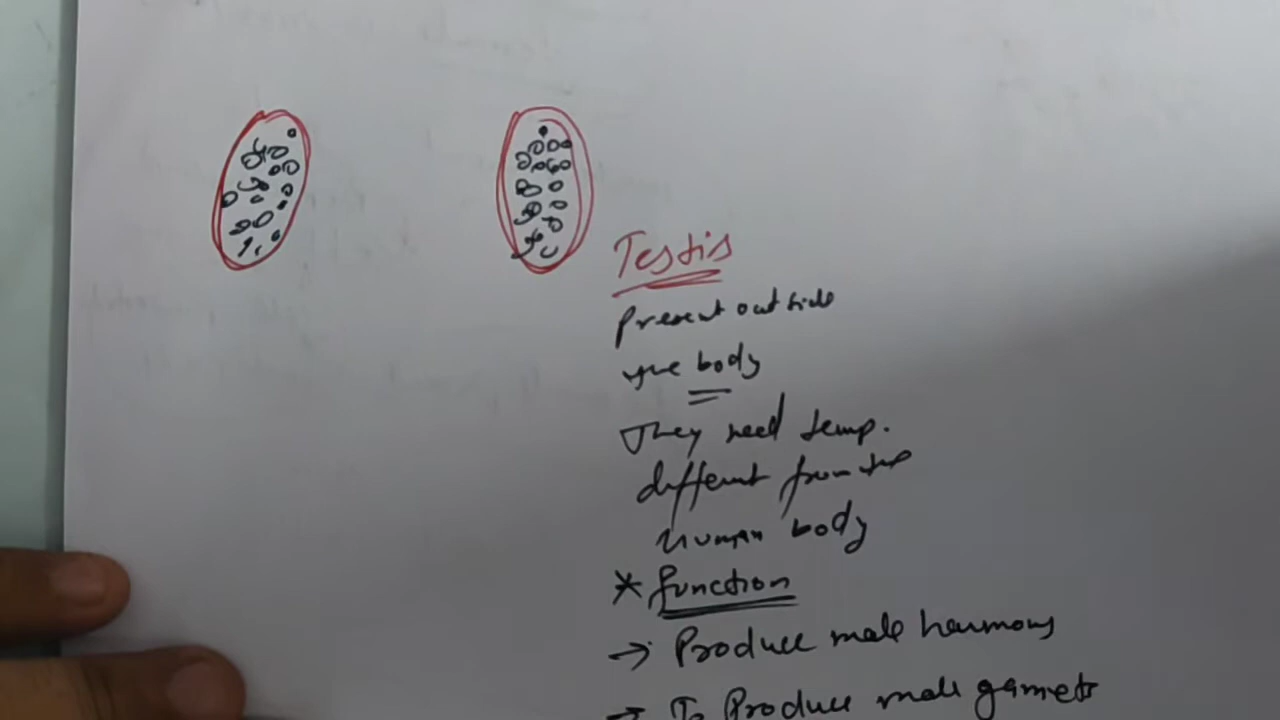 Testis
Present outside
the body
They need temp.
different from the
human body
* function
→ Produce male harmons
→ To Produce male gamets